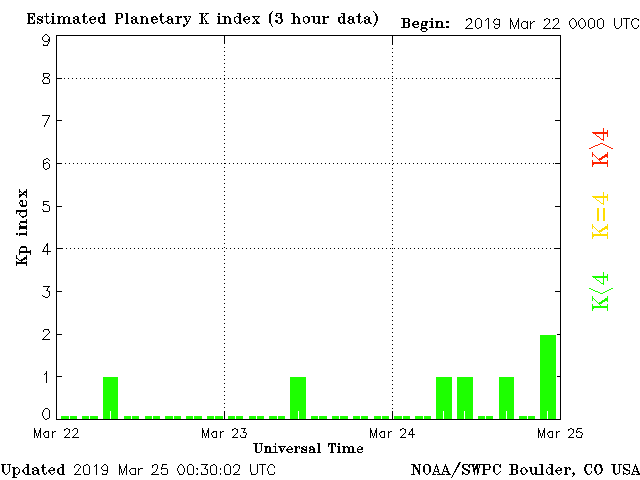 Estimated Planetary K index (3 hour data) Begin: 2019 Mar 22 0000 UTC
9
8
7
6
5
4
3
2
1
0
Kp index
K>4
K=4
K<4
Mar 22 Mar 23 Mar 24 Mar 25
Universal Time
Updated 2019 Mar 25 00:30:02 UTC NOAA/SWPC Boulder, CO USA